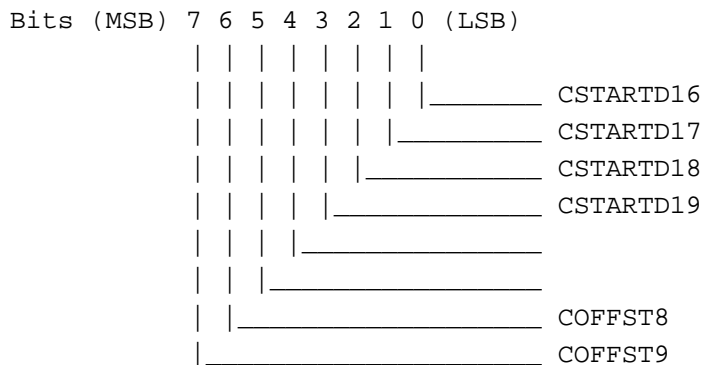 Bits (MSB) 7 6 5 4 3 2 1 0 (LSB)
CSTARTD16
CSTARTD17
CSTARTD18
CSTARTD19
COFFST8
COFFST9